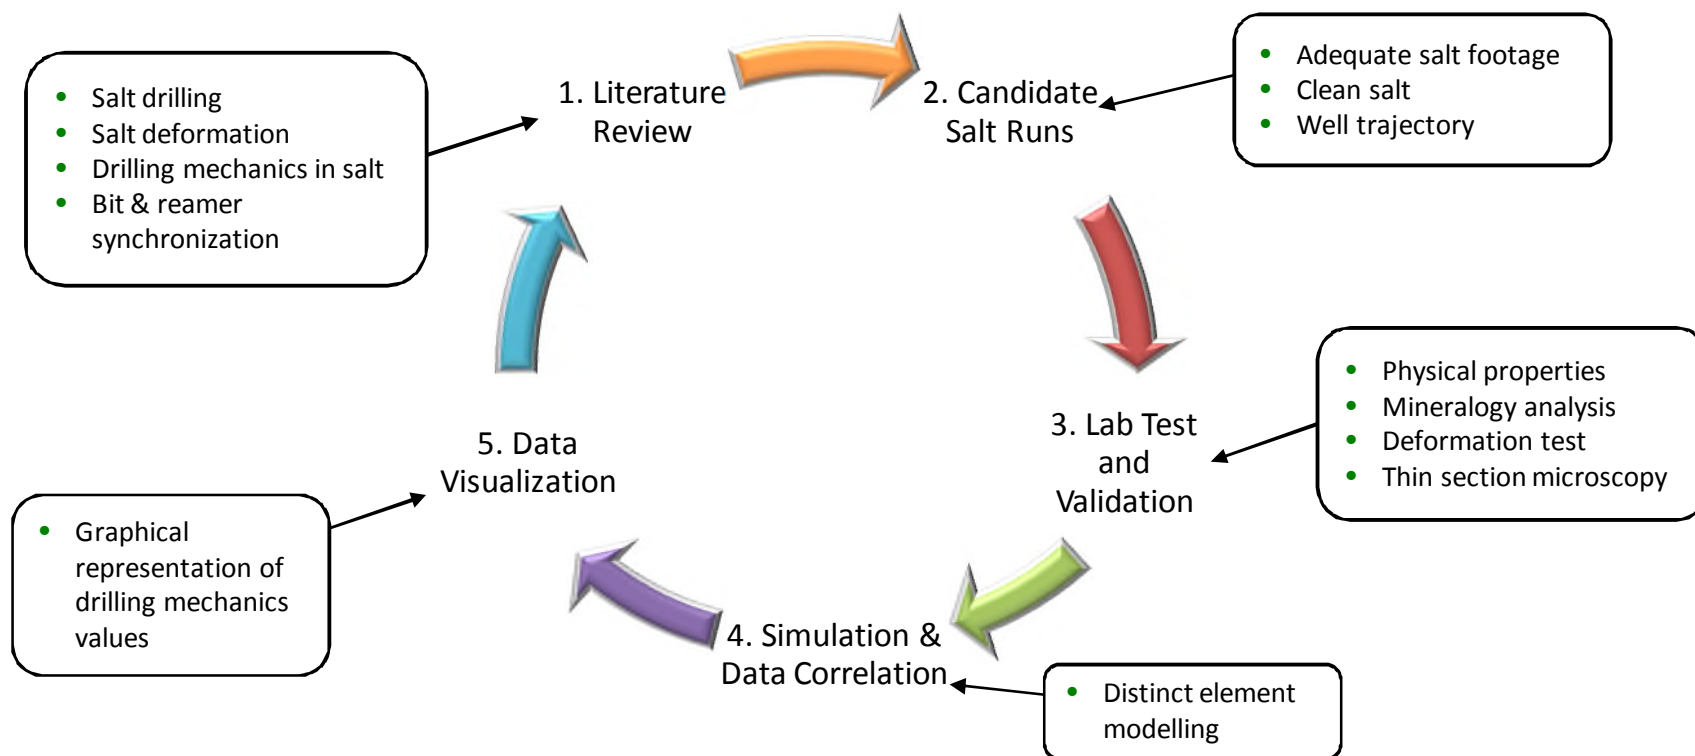 1. Literature
Review
• Salt drilling
• Salt deformation
• Drilling mechanics in salt
• Bit & reamer
synchronization
2. Candidate
Salt Runs
• Adequate salt footage
• Clean salt
• Well trajectory
3. Lab Test
and
Validation
• Physical properties
• Mineralogy analysis
• Deformation test
• Thin section microscopy
4. Simulation &
Data Correlation
• Distinct element
modelling
5. Data
Visualization
• Graphical
representation of
drilling mechanics
values